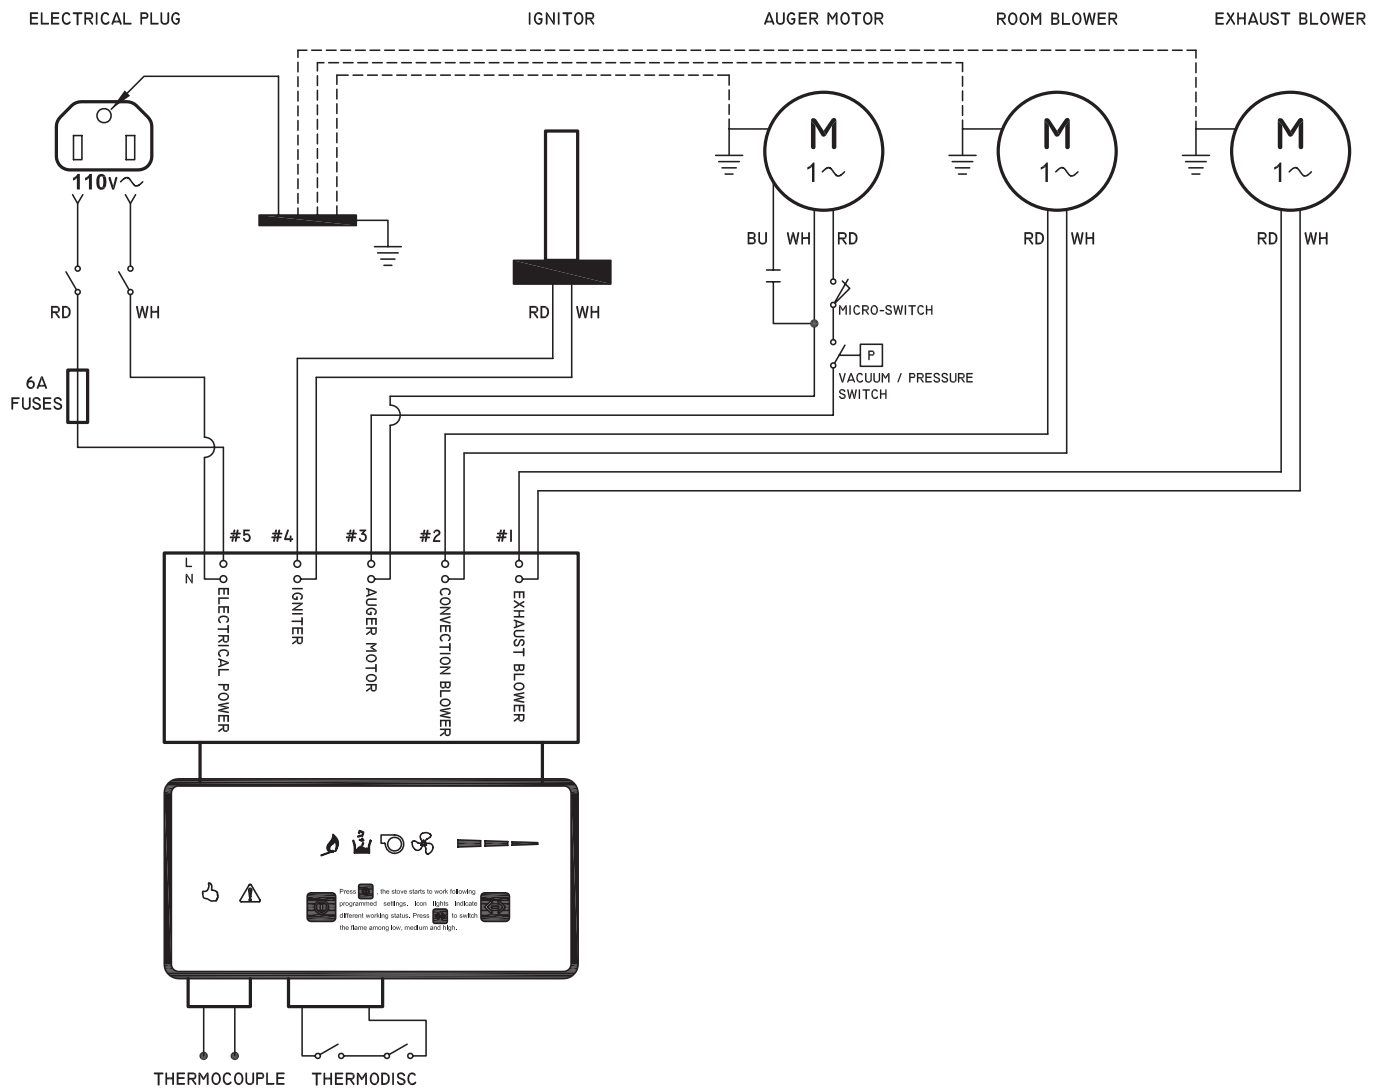 ELECTRICAL PLUG
IGNITOR
AUGER MOTOR
ROOM BLOWER
EXHAUST BLOWER
110V~
M
1~
M
1~
M
1~
BU
WH
RD
RD
WH
RD
WH
RD
WH
RD
WH
MICRO-SWITCH
P
VACUUM / PRESSURE
SWITCH
6A
FUSES
#5
#4
#3
#2
#1
L
N
ELECTRICAL POWER
IGNITER
AUGER MOTOR
CONVECTION BLOWER
EXHAUST BLOWER
Press , the stove starts to work following
programmed settings. Icon lights indicate
different working status. Press to switch
the flame among low, medium and high.
THERMOCOUPLE
THERMODISC